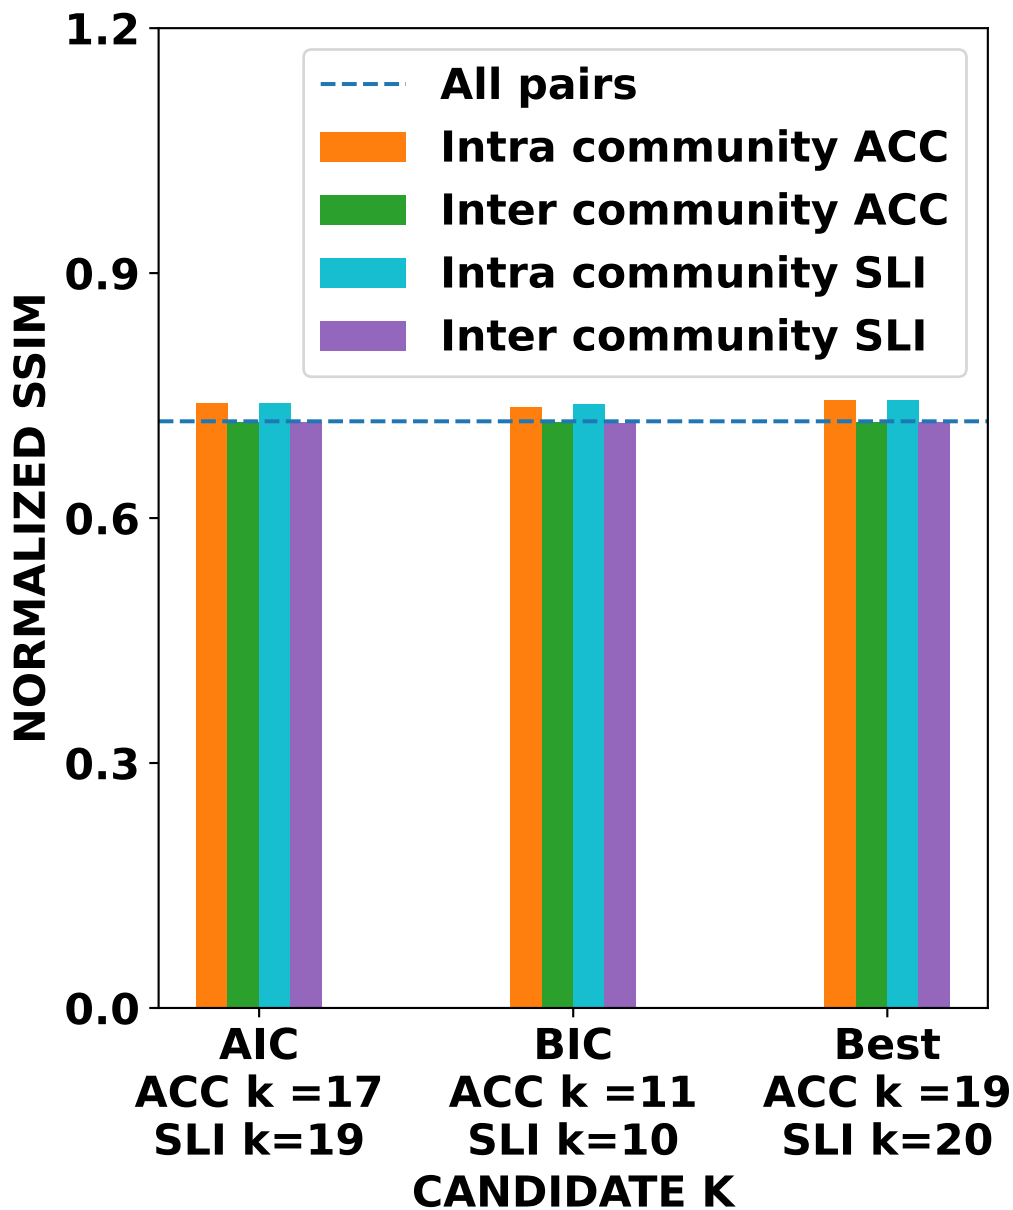 1.2
0.9
0.6
0.3
0.0
NORMALIZED SSIM
All pairs
Intra community ACC
Inter community ACC
Intra community SLI
Inter community SLI
AIC
ACC k =17
SLI k=19
BIC
ACC k =11
SLI k=10
Best
ACC k =19
SLI k=20
CANDIDATE K